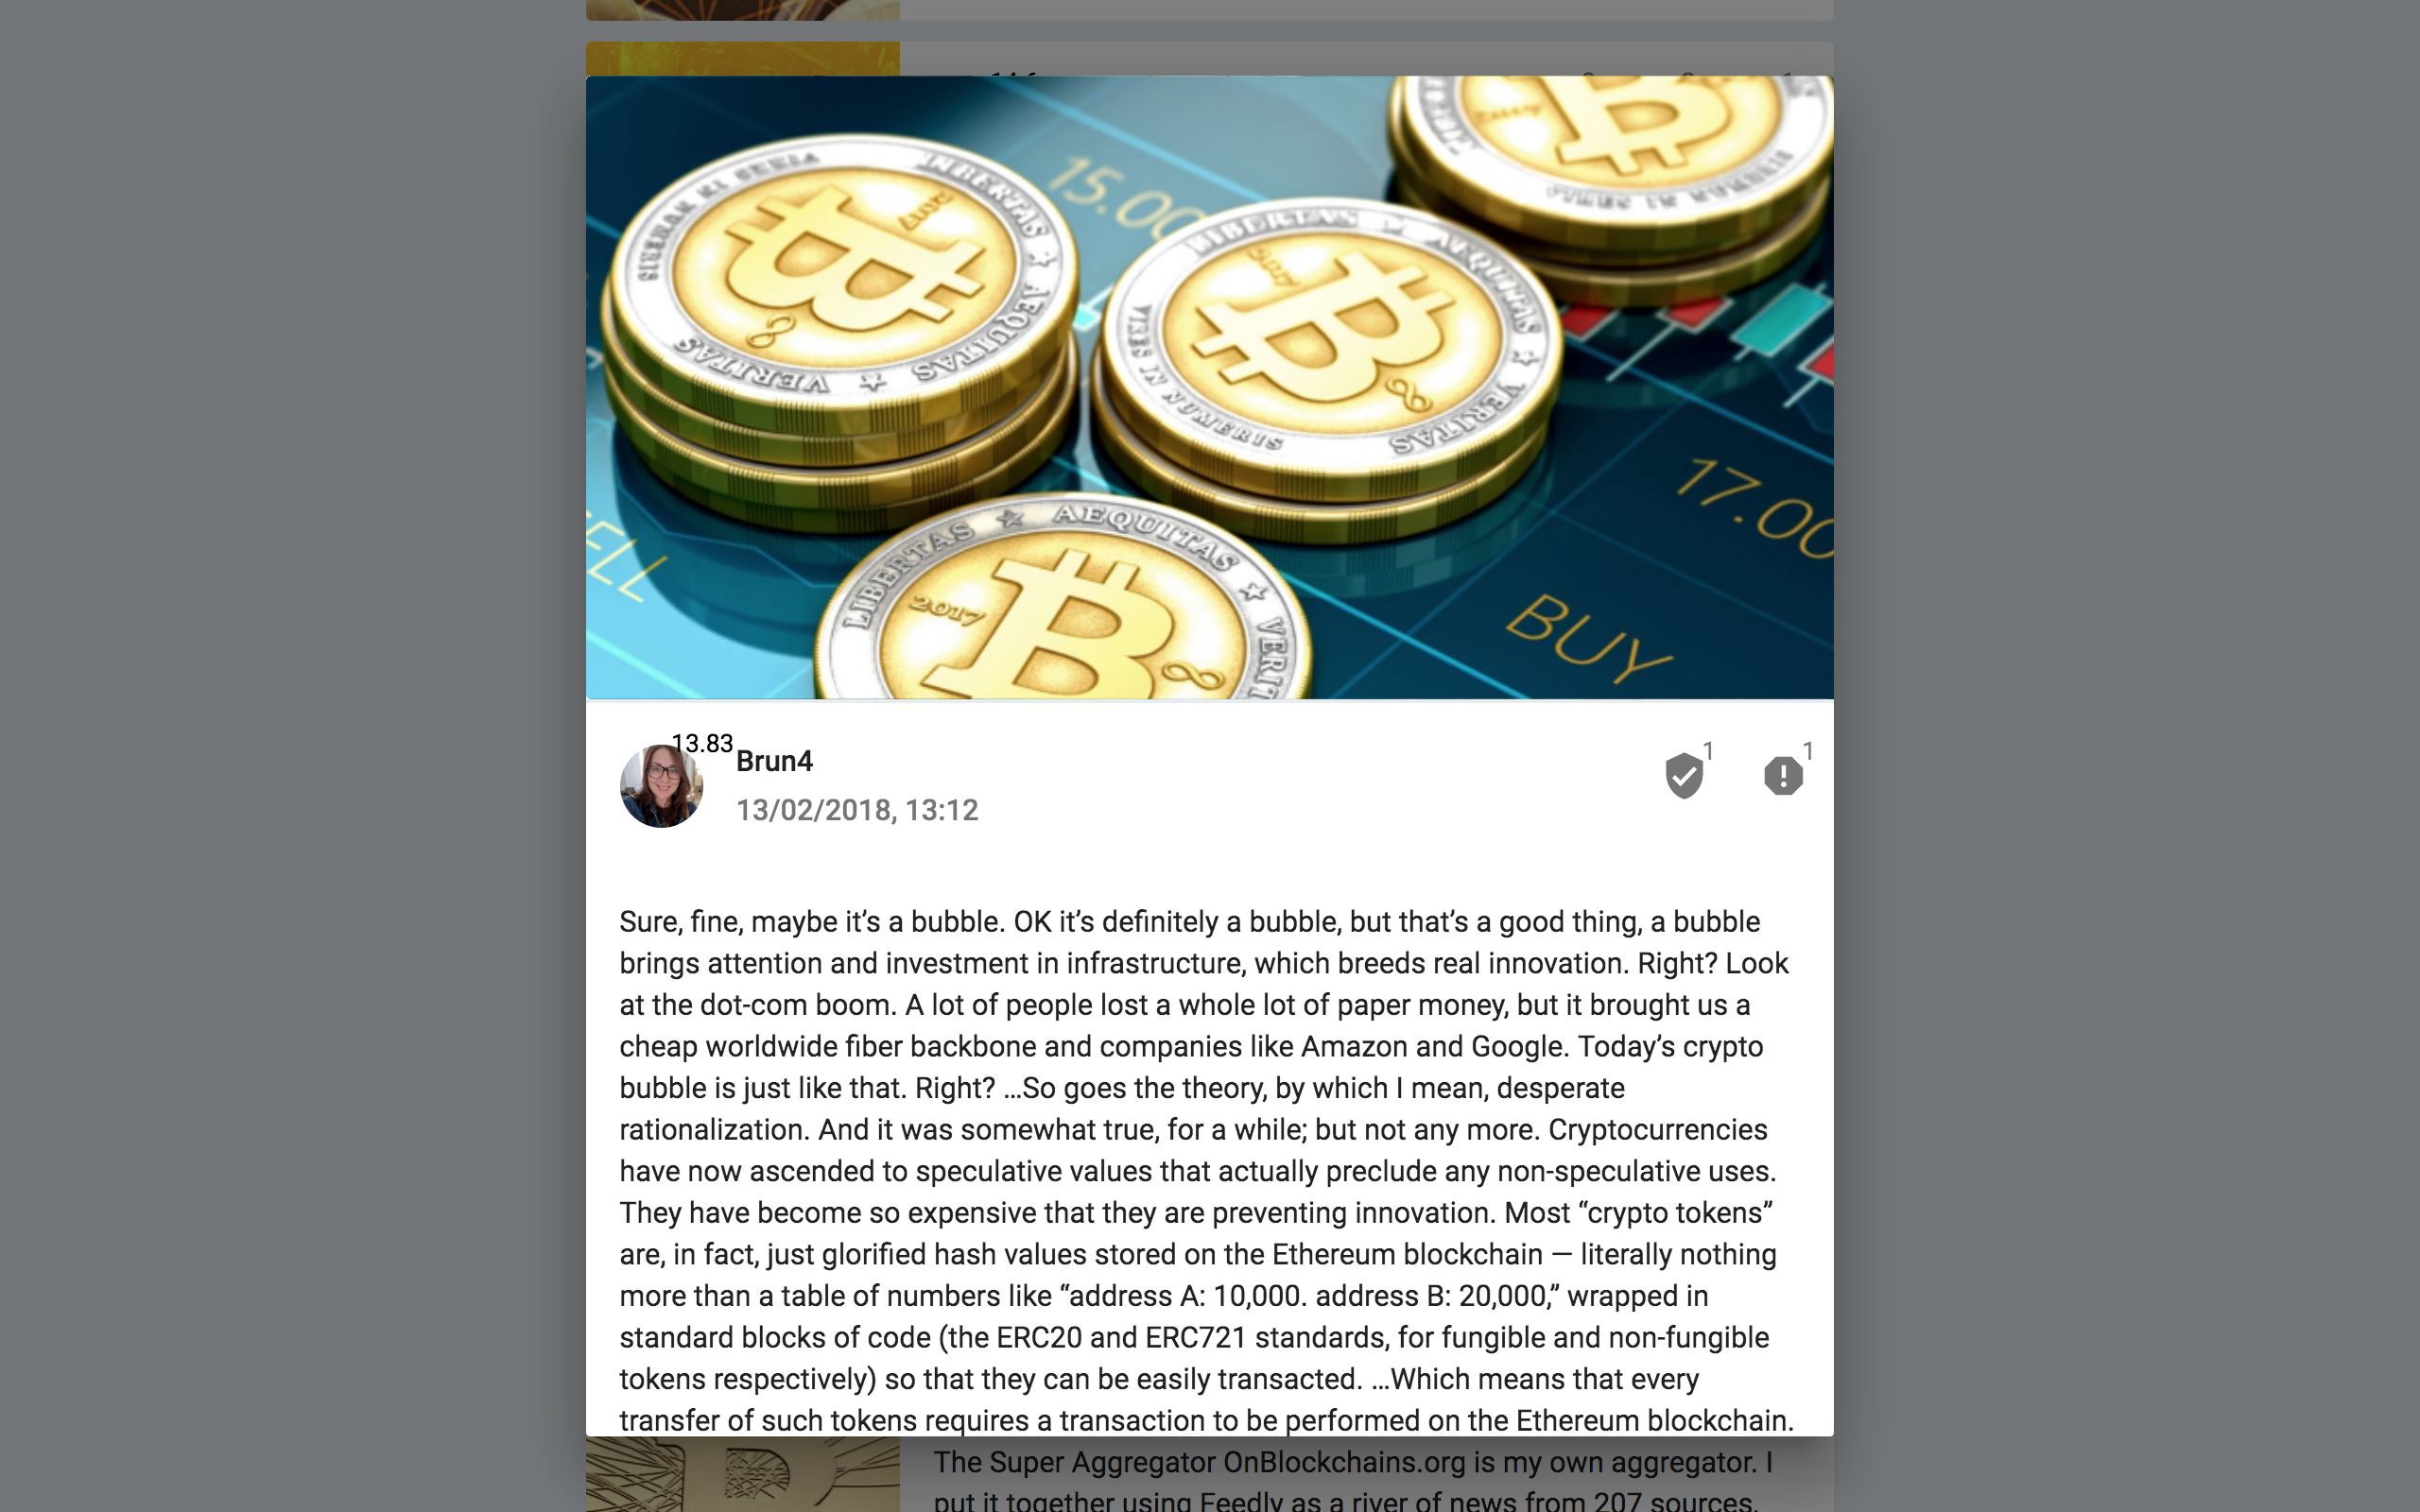 15.00
LIBERTAS ★ AEQUITAS ★ VERITAS
VIRES IN NUMERIS
17.00
BUY
LIBERTAS ★ AEQUITAS ★ VERIT
2017
13.83
Brun4
13/02/2018, 13:12
1
1
Sure, fine, maybe it’s a bubble. OK it’s definitely a bubble, but that’s a good thing, a bubble
brings attention and investment in infrastructure, which breeds real innovation. Right? Look
at the dot-com boom. A lot of people lost a whole lot of paper money, but it brought us a
cheap worldwide fiber backbone and companies like Amazon and Google. Today’s crypto
bubble is just like that. Right? …So goes the theory, by which I mean, desperate
rationalization. And it was somewhat true, for a while; but not any more. Cryptocurrencies
have now ascended to speculative values that actually preclude any non-speculative uses.
They have become so expensive that they are preventing innovation. Most “crypto tokens”
are, in fact, just glorified hash values stored on the Ethereum blockchain — literally nothing
more than a table of numbers like “address A: 10,000. address B: 20,000,” wrapped in
standard blocks of code (the ERC20 and ERC721 standards, for fungible and non-fungible
tokens respectively) so that they can be easily transacted. …Which means that every
transfer of such tokens requires a transaction to be performed on the Ethereum blockchain.
The Super Aggregator OnBlockchains.org is my own aggregator. I
put it together using Feedly as a river of news from 207 sources.